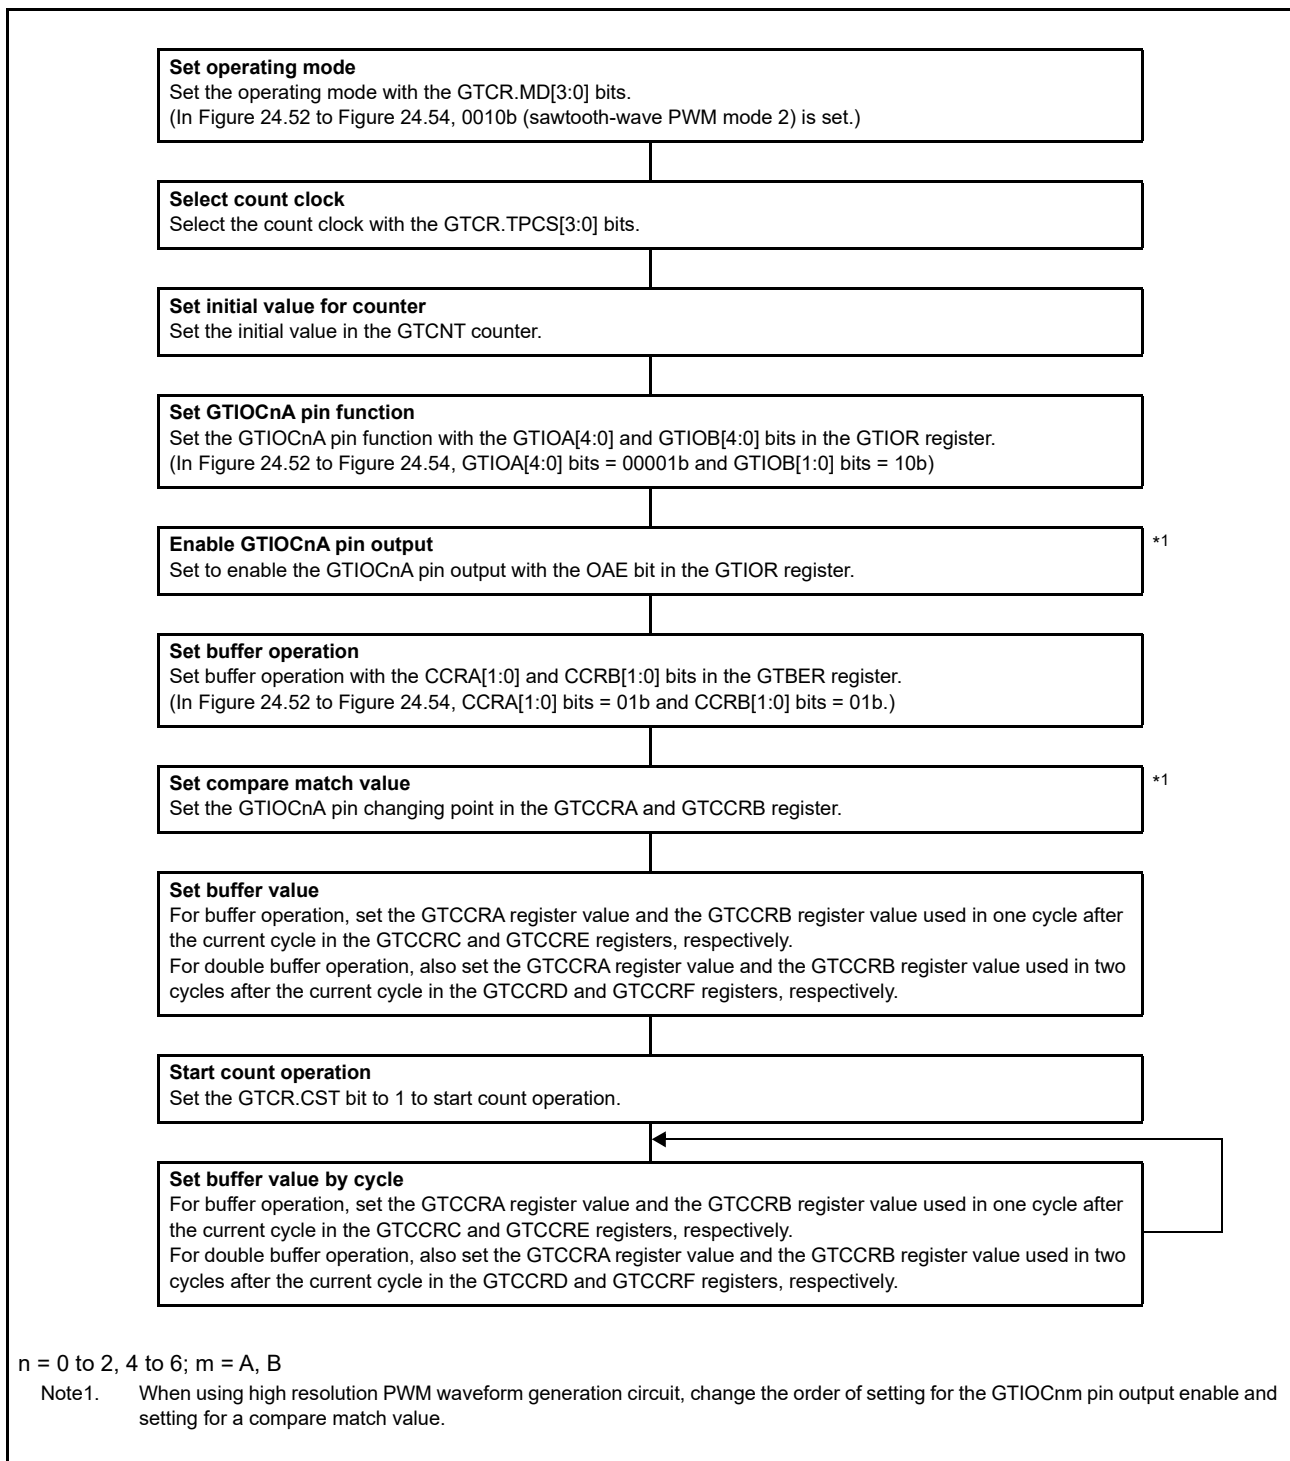 Set operating mode
Set the operating mode with the GTCR.MD[3:0] bits.
(In Figure 24.52 to Figure 24.54, 0010b (sawtooth-wave PWM mode 2) is set.)
Select count clock
Select the count clock with the GTCR.TPCS[3:0] bits.
Set initial value for counter
Set the initial value in the GTCNT counter.
Set GTIOCnA pin function
Set the GTIOCnA pin function with the GTIOA[4:0] and GTIOB[4:0] bits in the GTIOR register.
(In Figure 24.52 to Figure 24.54, GTIOA[4:0] bits = 00001b and GTIOB[1:0] bits = 10b)
Enable GTIOCnA pin output *1
Set to enable the GTIOCnA pin output with the OAE bit in the GTIOR register.
Set buffer operation
Set buffer operation with the CCRA[1:0] and CCRB[1:0] bits in the GTBER register.
(In Figure 24.52 to Figure 24.54, CCRA[1:0] bits = 01b and CCRB[1:0] bits = 01b.)
Set compare match value *1
Set the GTIOCnA pin changing point in the GTCCRA and GTCCRB register.
Set buffer value
For buffer operation, set the GTCCRA register value and the GTCCRB register value used in one cycle after
the current cycle in the GTCCRC and GTCCRE registers, respectively.
For double buffer operation, also set the GTCCRA register value and the GTCCRB register value used in two
cycles after the current cycle in the GTCCRD and GTCCRF registers, respectively.
Start count operation
Set the GTCR.CST bit to 1 to start count operation.
Set buffer value by cycle
For buffer operation, set the GTCCRA register value and the GTCCRB register value used in one cycle after
the current cycle in the GTCCRC and GTCCRE registers, respectively.
For double buffer operation, also set the GTCCRA register value and the GTCCRB register value used in two
cycles after the current cycle in the GTCCRD and GTCCRF registers, respectively.
n = 0 to 2, 4 to 6; m = A, B
Note1. When using high resolution PWM waveform generation circuit, change the order of setting for the GTIOCnm pin output enable and
setting for a compare match value.